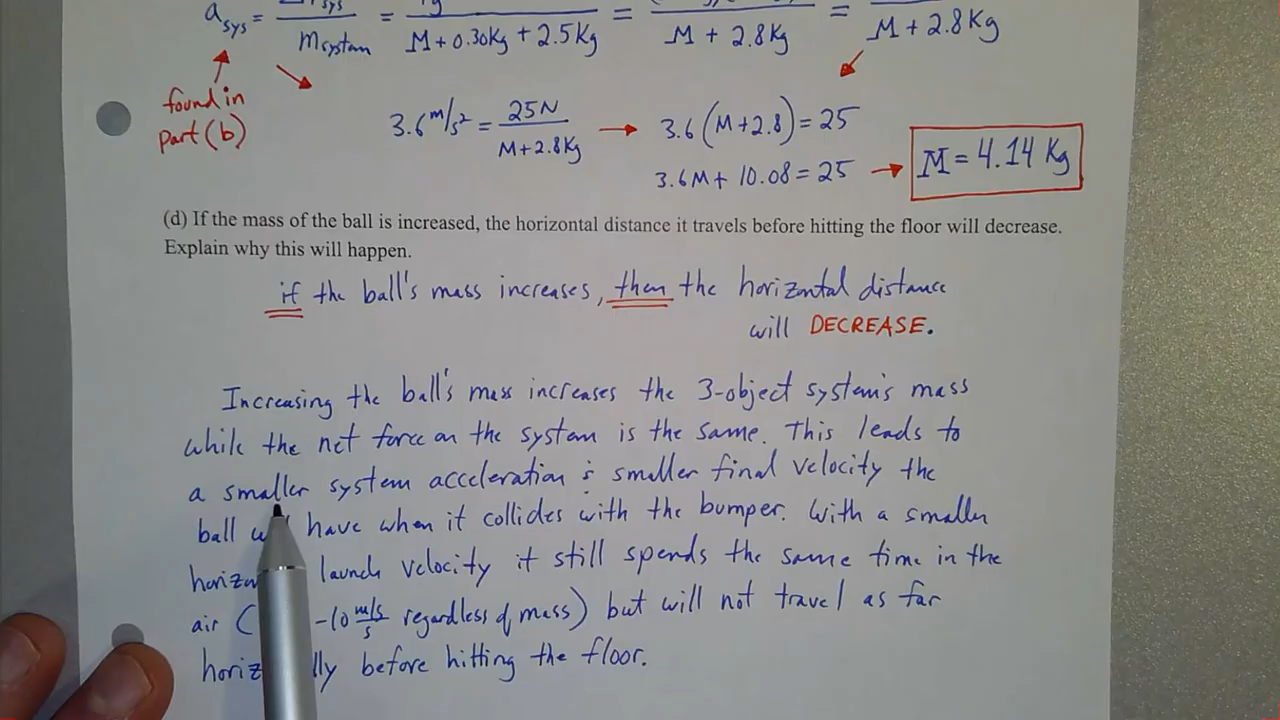 a sys = = = =
m system M + 0.30Kg + 2.5Kg M + 2.8Kg M + 2.8Kg
found in
part (b)
3.6 m/s² = 25N / M + 2.8Kg → 3.6(M+2.8) = 25
3.6M + 10.08 = 25 → M = 4.14 Kg
(d) If the mass of the ball is increased, the horizontal distance it travels before hitting the floor will decrease.
Explain why this will happen.
if the ball's mass increases, then the horizontal distance
will DECREASE.
Increasing the ball's mass increases the 3-object system's mass
while the net force on the system is the same. This leads to
a smaller system acceleration & smaller final velocity the
ball have when it collides with the bumper. With a smaller
launch velocity it still spends the same time in the
air ( -10 m/s/s regardless of mass) but will not travel as far
before hitting the floor.